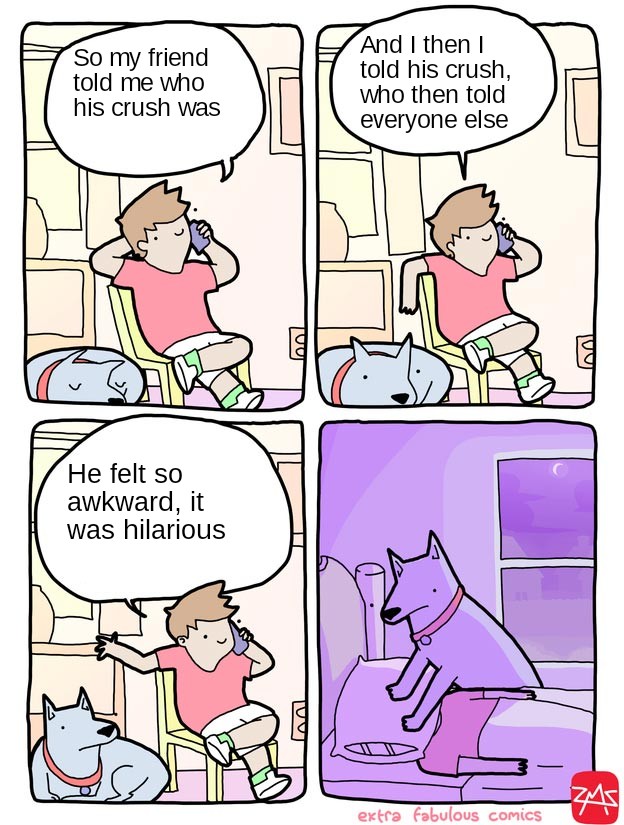 So my friend
told me who
his crush was
And I then I
told his crush,
who then told
everyone else
He felt so
awkward, it
was hilarious
extra fabulous comics
ZMS